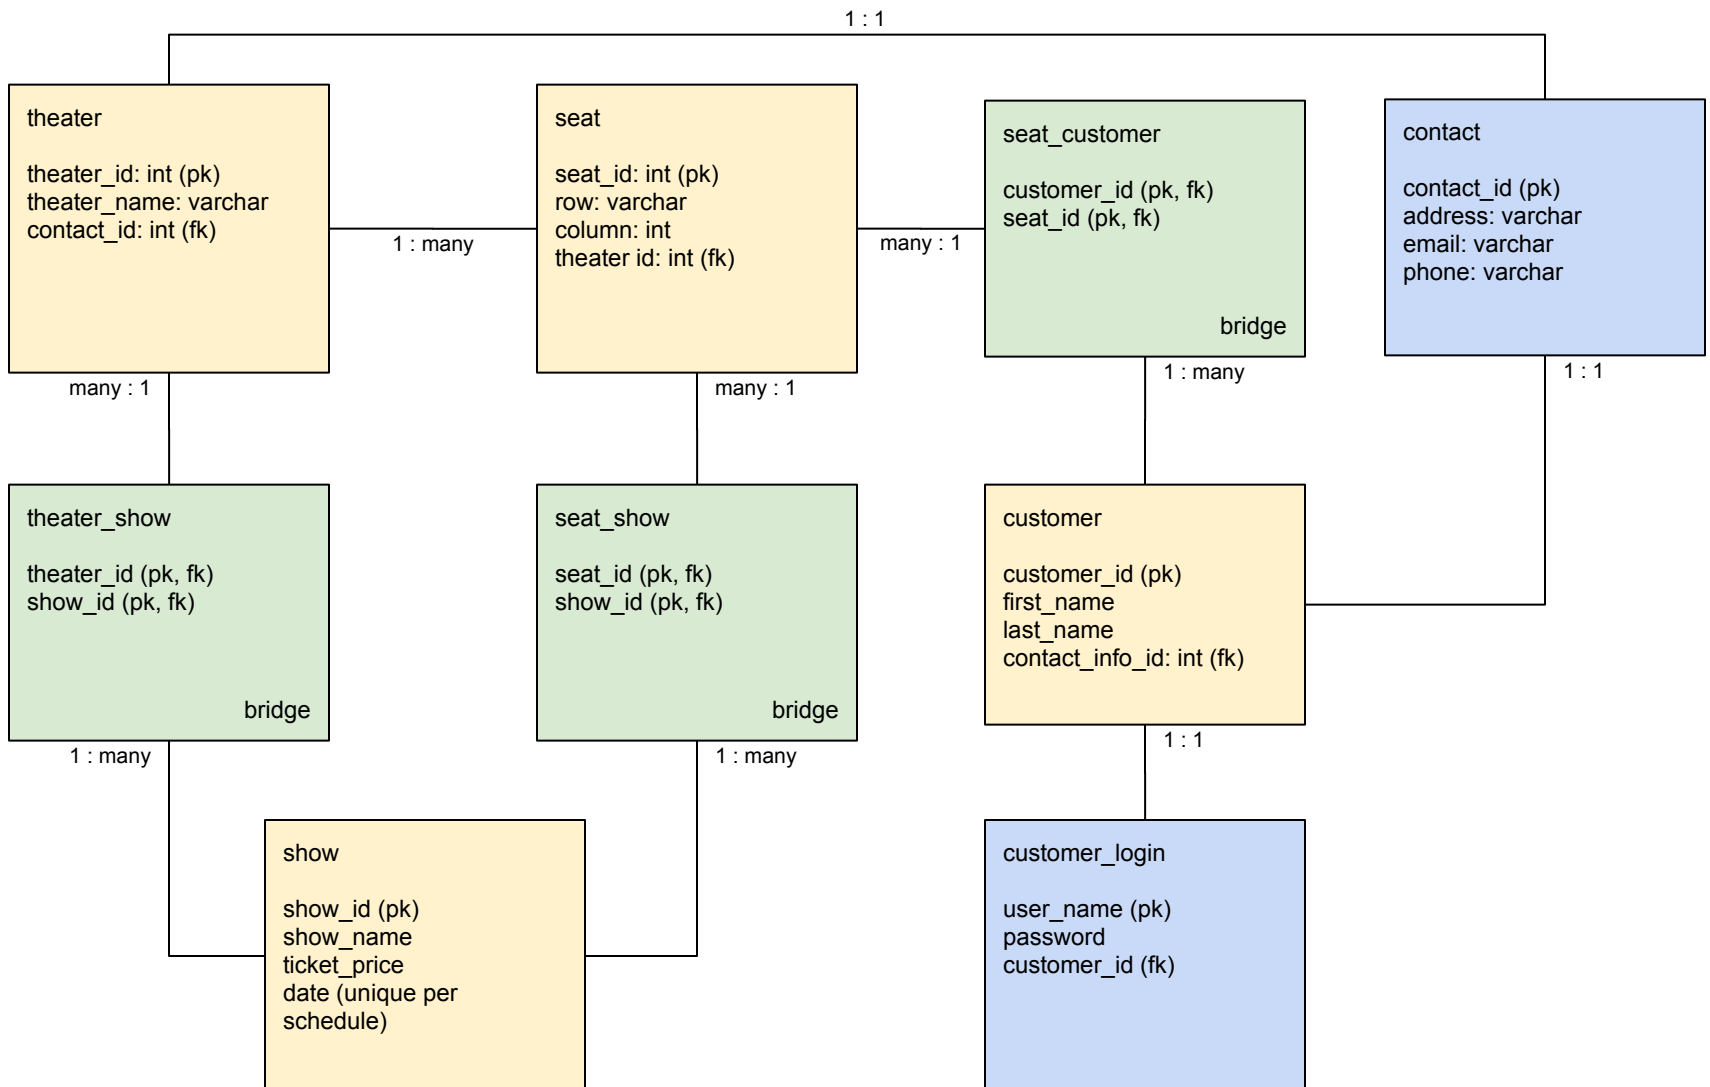 1 : 1
theater
theater_id: int (pk)
theater_name: varchar
contact_id: int (fk)
1 : many
seat
seat_id: int (pk)
row: varchar
column: int
theater id: int (fk)
many : 1
seat_customer
customer_id (pk, fk)
seat_id (pk, fk)
bridge
contact
contact_id (pk)
address: varchar
email: varchar
phone: varchar
many : 1
many : 1
1 : many
1 : 1
theater_show
theater_id (pk, fk)
show_id (pk, fk)
bridge
seat_show
seat_id (pk, fk)
show_id (pk, fk)
bridge
customer
customer_id (pk)
first_name
last_name
contact_info_id: int (fk)
1 : many
1 : many
1 : 1
show
show_id (pk)
show_name
ticket_price
date (unique per
schedule)
customer_login
user_name (pk)
password
customer_id (fk)